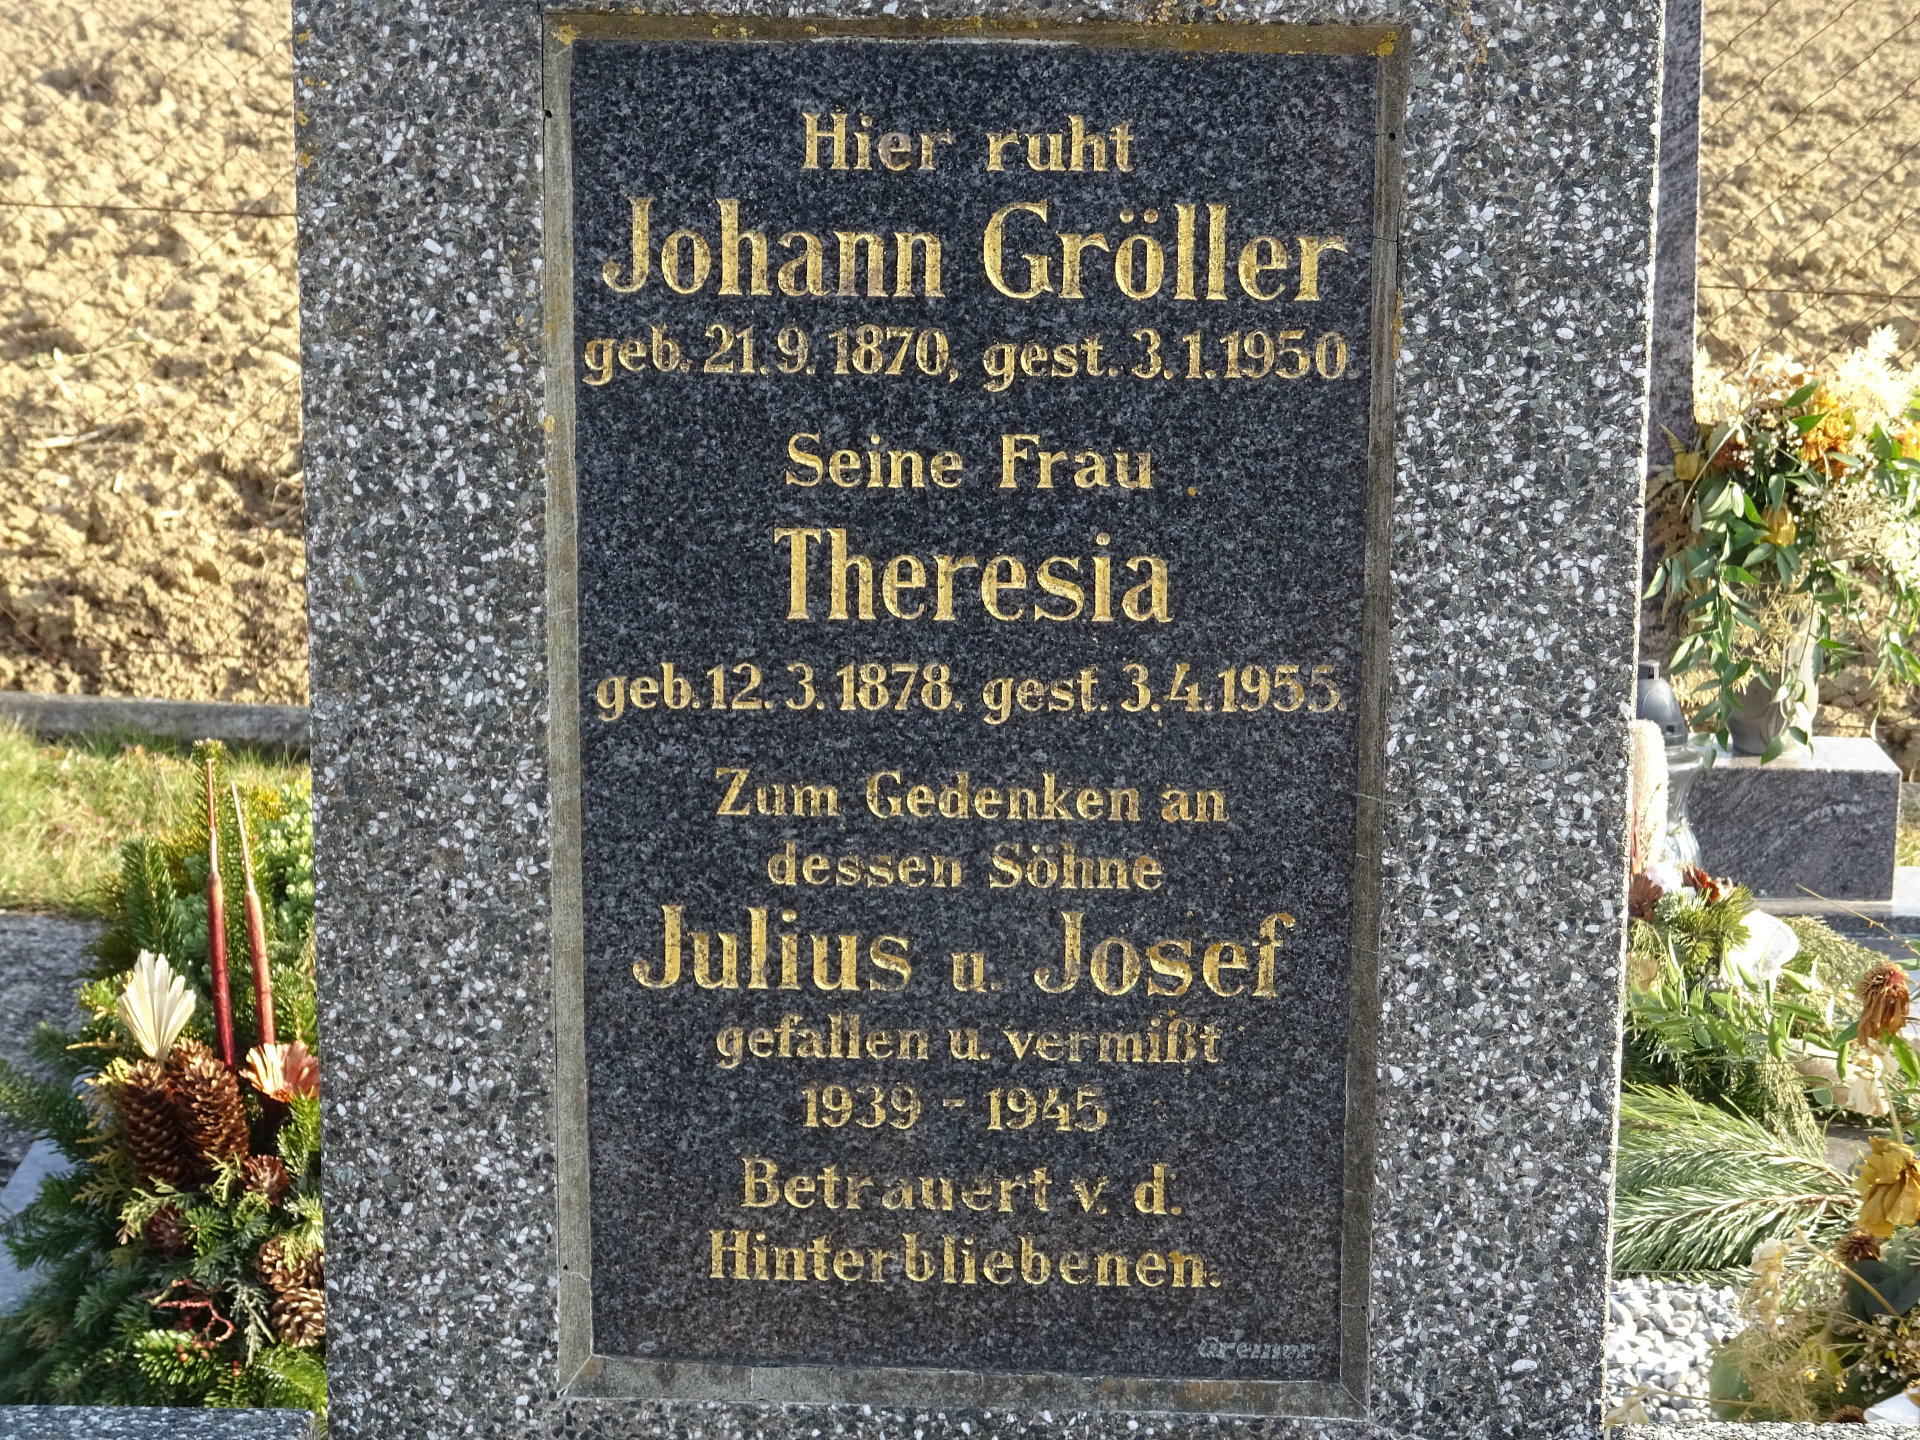 Hier ruht
Johann Gröller
geb. 21. 9. 1870, gest. 3. 1. 1950
Seine Frau
Theresia
geb. 12. 3. 1878, gest. 3. 4. 1955.
Zum Gedenken an
dessen Söhne
Julius u. Josef
gefallen u. vermißt
1939 - 1945
Betrauert v. d.
Hinterbliebenen.